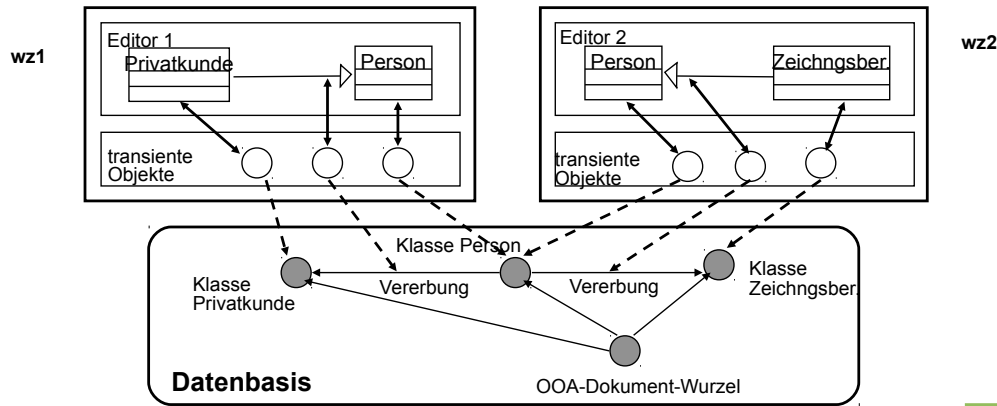 wz1
Editor 1
Privatkunde
Person
transiente
Objekte
Editor 2
Person
Zeichngsber.
transiente
Objekte
wz2
Klasse Person
Klasse
Privatkunde
Vererbung
Vererbung
Klasse
Zeichngsber.
Datenbasis
OOA-Dokument-Wurzel